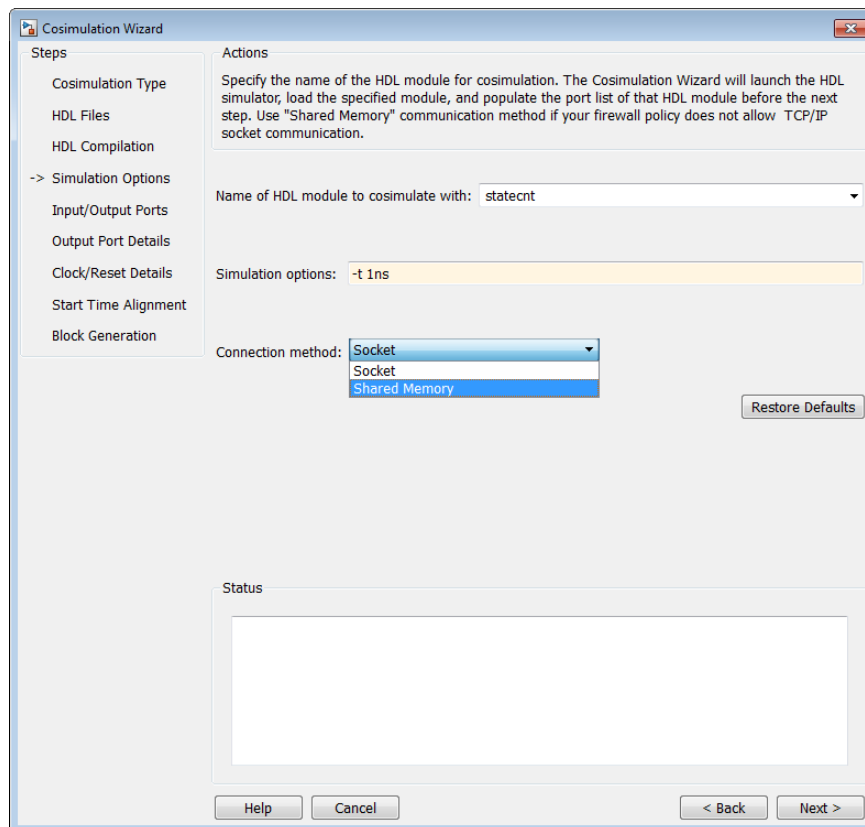 Cosimulation Wizard
Steps
Cosimulation Type
HDL Files
HDL Compilation
-> Simulation Options
Input/Output Ports
Output Port Details
Clock/Reset Details
Start Time Alignment
Block Generation
Actions
Specify the name of the HDL module for cosimulation. The Cosimulation Wizard will launch the HDL
simulator, load the specified module, and populate the port list of that HDL module before the next
step. Use "Shared Memory" communication method if your firewall policy does not allow TCP/IP
socket communication.
Name of HDL module to cosimulate with: statecnt
Simulation options: -t 1ns
Connection method: Socket
Socket
Shared Memory
Restore Defaults
Status
Help Cancel < Back Next >